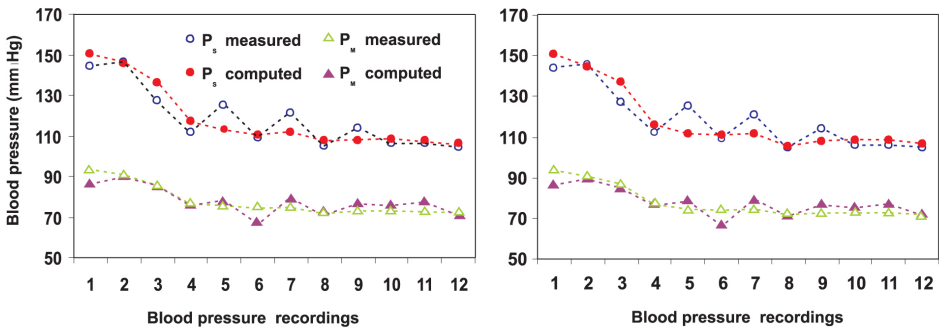 170
150
130
110
90
70
50
Blood pressure (mm Hg)
P_S measured
P_M measured
P_S computed
P_M computed
1 2 3 4 5 6 7 8 9 10 11 12
Blood pressure recordings
170
150
130
110
90
70
50
1 2 3 4 5 6 7 8 9 10 11 12
Blood pressure recordings